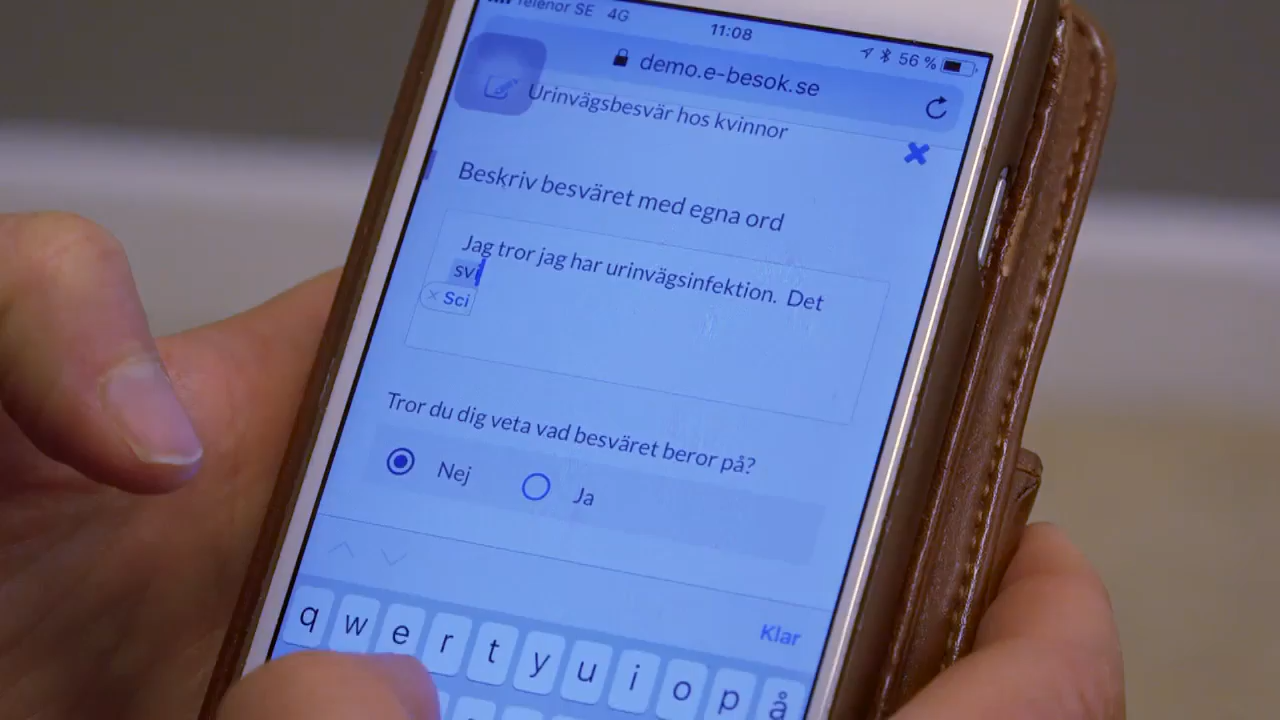 Telenor SE 4G 11:08 56 %
demo.e-besok.se
Urinvägsbesvär hos kvinnor
Beskriv besväret med egna ord
Jag tror jag har urinvägsinfektion. Det
svi
× Sci
Tror du dig veta vad besväret beror på?
Nej Ja
Klar
q w e r t y u i o p å